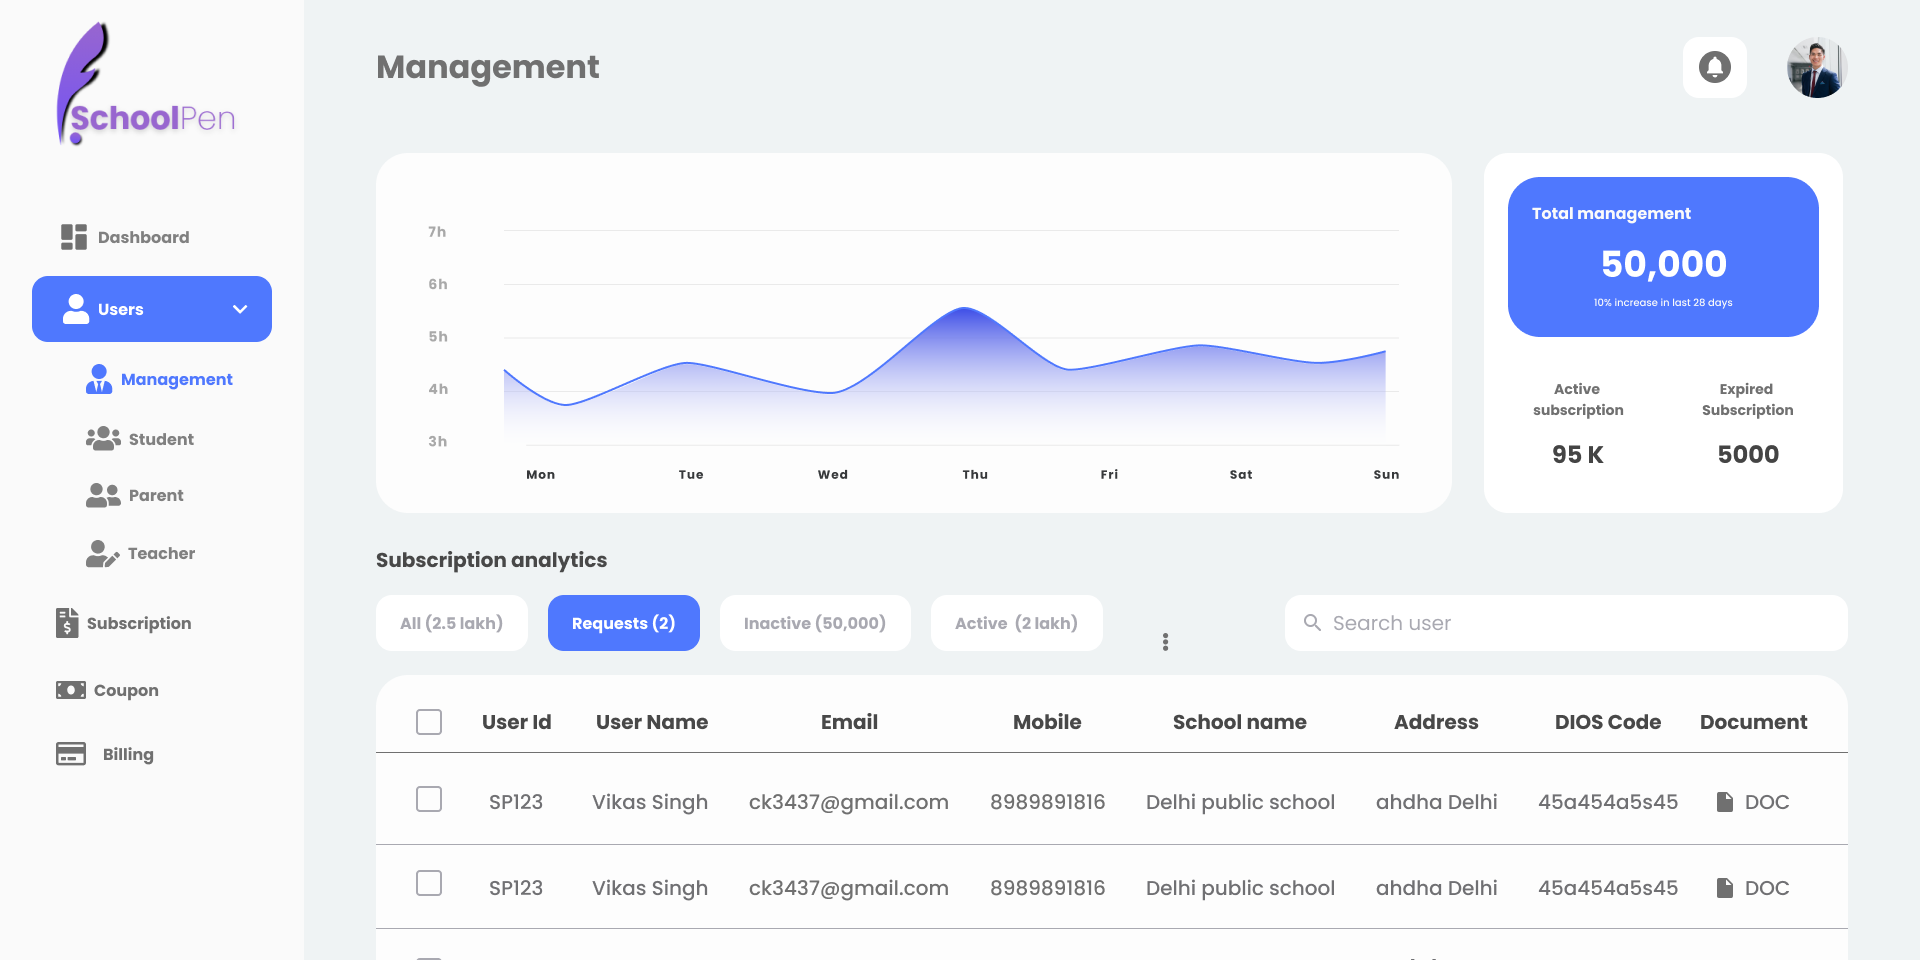 SchoolPen
Dashboard
Users
Management
Student
Parent
Teacher
Subscription
Coupon
Billing
Management
7h
6h
5h
4h
3h
Mon Tue Wed Thu Fri Sat Sun
Total management
50,000
10% increase in last 28 days
Active
subscription
95 K
Expired
Subscription
5000
Subscription analytics
All (2.5 lakh) Requests (2) Inactive (50,000) Active (2 lakh) Search user
User Id User Name Email Mobile School name Address DIOS Code Document
SP123 Vikas Singh ck3437@gmail.com 8989891816 Delhi public school ahdha Delhi 45a454a5s45 DOC
SP123 Vikas Singh ck3437@gmail.com 8989891816 Delhi public school ahdha Delhi 45a454a5s45 DOC